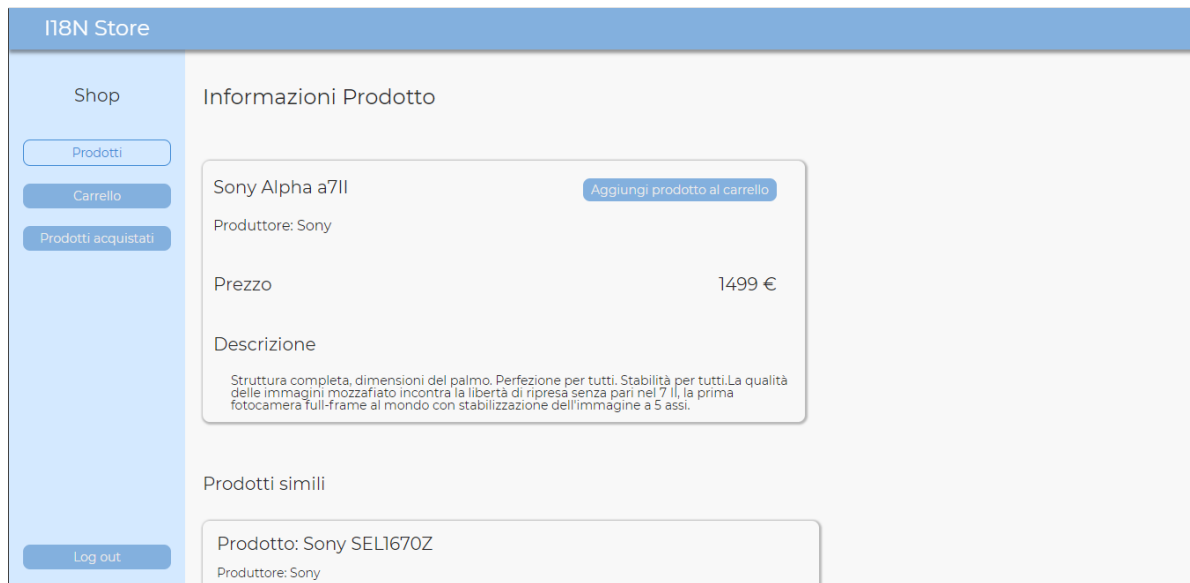 I18N Store
Shop
Prodotti
Carrello
Prodotti acquistati
Log out
Informazioni Prodotto
Sony Alpha a7II
Aggiungi prodotto al carrello
Produttore: Sony
Prezzo
1499 €
Descrizione
Struttura completa, dimensioni del palmo. Perfezione per tutti. Stabilità per tutti.La qualità
delle immagini mozzafiato incontra la libertà di ripresa senza pari nel 7 II, la prima
fotocamera full-frame al mondo con stabilizzazione dell'immagine a 5 assi.
Prodotti simili
Prodotto: Sony SEL1670Z
Produttore: Sony